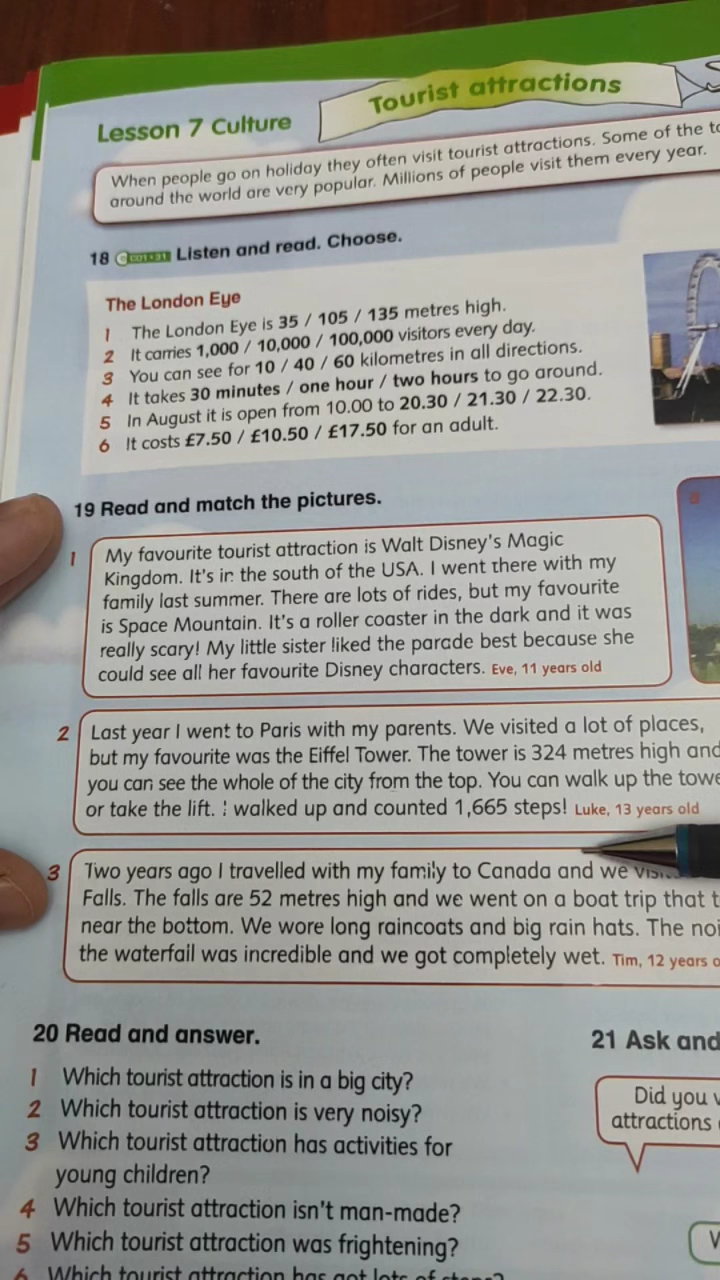 Tourist attractions
Lesson 7 Culture
When people go on holiday they often visit tourist attractions. Some of the
around the world are very popular. Millions of people visit them every year.
18 CD1•31 Listen and read. Choose.
The London Eye
1 The London Eye is 35 / 105 / 135 metres high.
2 It carries 1,000 / 10,000 / 100,000 visitors every day.
3 You can see for 10 / 40 / 60 kilometres in all directions.
4 It takes 30 minutes / one hour / two hours to go around.
5 In August it is open from 10.00 to 20.30 / 21.30 / 22.30.
6 It costs £7.50 / £10.50 / £17.50 for an adult.
19 Read and match the pictures.
1 My favourite tourist attraction is Walt Disney's Magic
Kingdom. It's in the south of the USA. I went there with my
family last summer. There are lots of rides, but my favourite
is Space Mountain. It's a roller coaster in the dark and it was
really scary! My little sister liked the parade best because she
could see all her favourite Disney characters. Eve, 11 years old
2 Last year I went to Paris with my parents. We visited a lot of places,
but my favourite was the Eiffel Tower. The tower is 324 metres high and
you can see the whole of the city from the top. You can walk up the
or take the lift. I walked up and counted 1,665 steps! Luke, 13 years old
3 Two years ago I travelled with my family to Canada and we
Falls. The falls are 52 metres high and we went on a boat trip that
near the bottom. We wore long raincoats and big rain hats. The
the waterfall was incredible and we got completely wet. Tim, 12 years
20 Read and answer.
1 Which tourist attraction is in a big city?
2 Which tourist attraction is very noisy?
3 Which tourist attraction has activities for
young children?
4 Which tourist attraction isn't man-made?
5 Which tourist attraction was frightening?
6 Which tourist attraction has got lots of steps?
21 Ask and
Did you
attractions